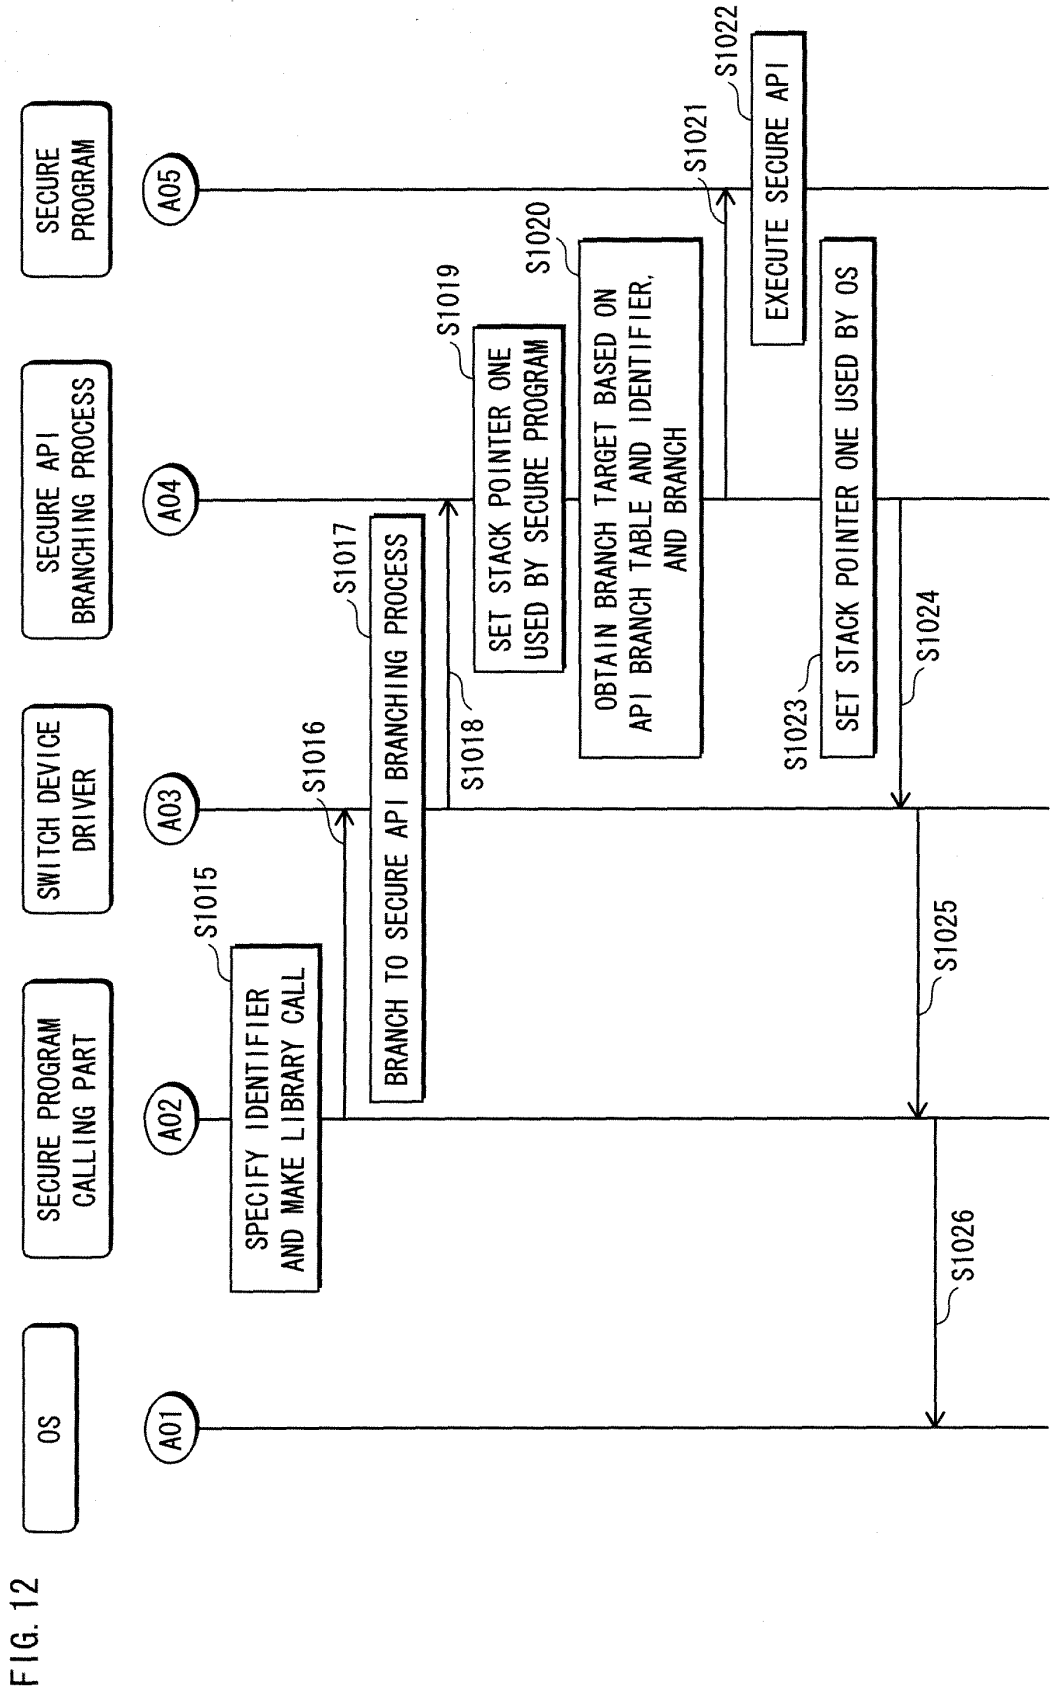 FIG. 12
OS
SECURE PROGRAM
CALLING PART
SWITCH DEVICE
DRIVER
SECURE API
BRANCHING PROCESS
SECURE
PROGRAM
A01
A02
A03
A04
A05
S1015
SPECIFY IDENTIFIER
AND MAKE LIBRARY CALL
S1016
S1017
BRANCH TO SECURE API BRANCHING PROCESS
S1018
S1019
SET STACK POINTER ONE
USED BY SECURE PROGRAM
S1020
OBTAIN BRANCH TARGET BASED ON
API BRANCH TABLE AND IDENTIFIER,
AND BRANCH
S1021
S1022
EXECUTE SECURE API
S1023
SET STACK POINTER ONE USED BY OS
S1024
S1025
S1026